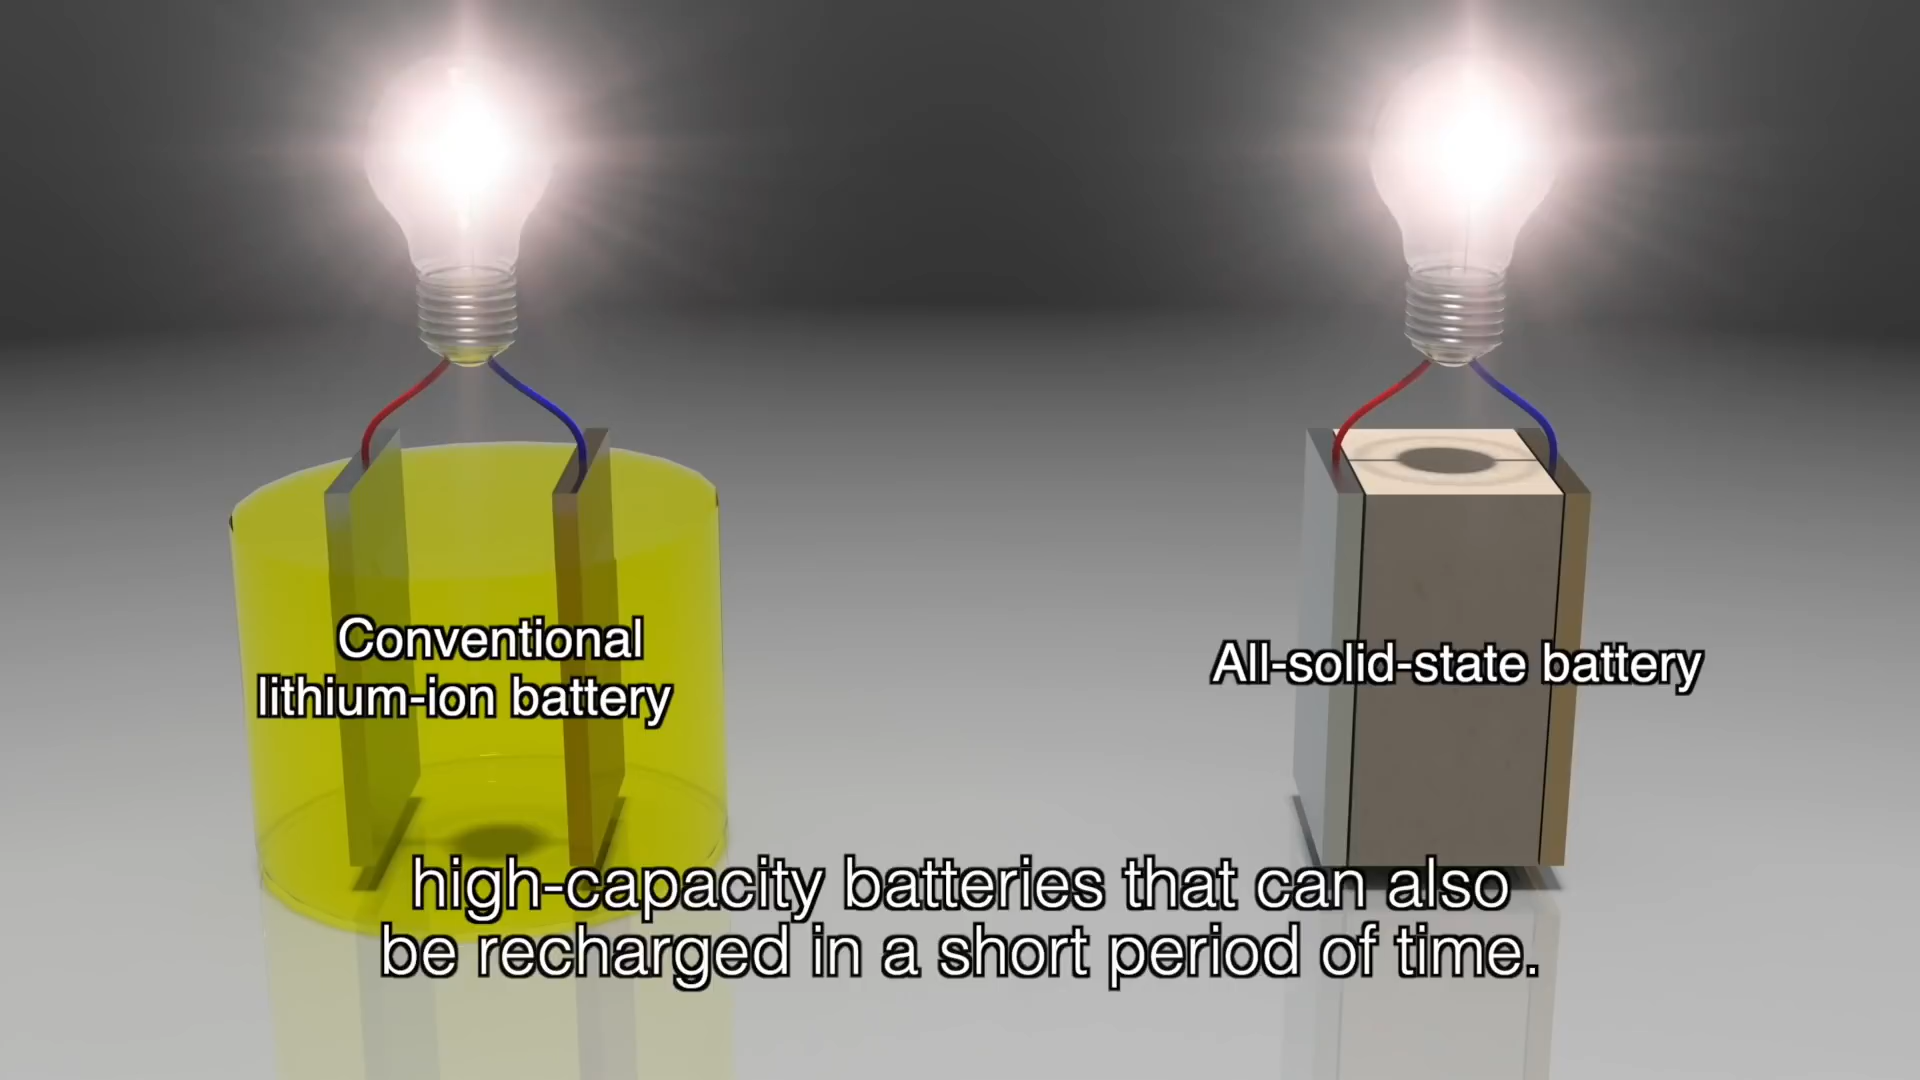 Conventional
lithium-ion battery
All-solid-state battery
high-capacity batteries that can also
be recharged in a short period of time.